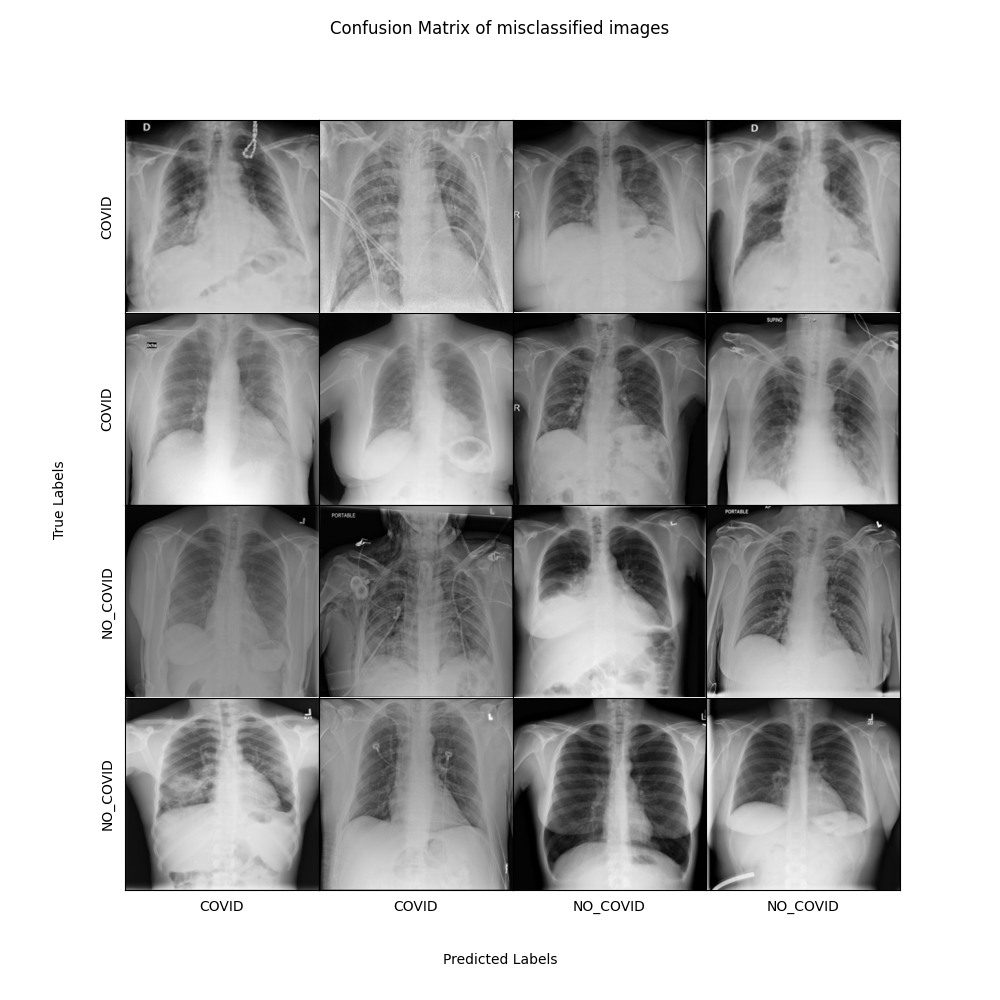 Confusion Matrix of misclassified images
D
D
COVID
R
SUPINO
COVID
R
True Labels
PORTABLE
L
PORTABLE
L
NO_COVID
L
L
NO_COVID
COVID COVID NO_COVID NO_COVID
Predicted Labels